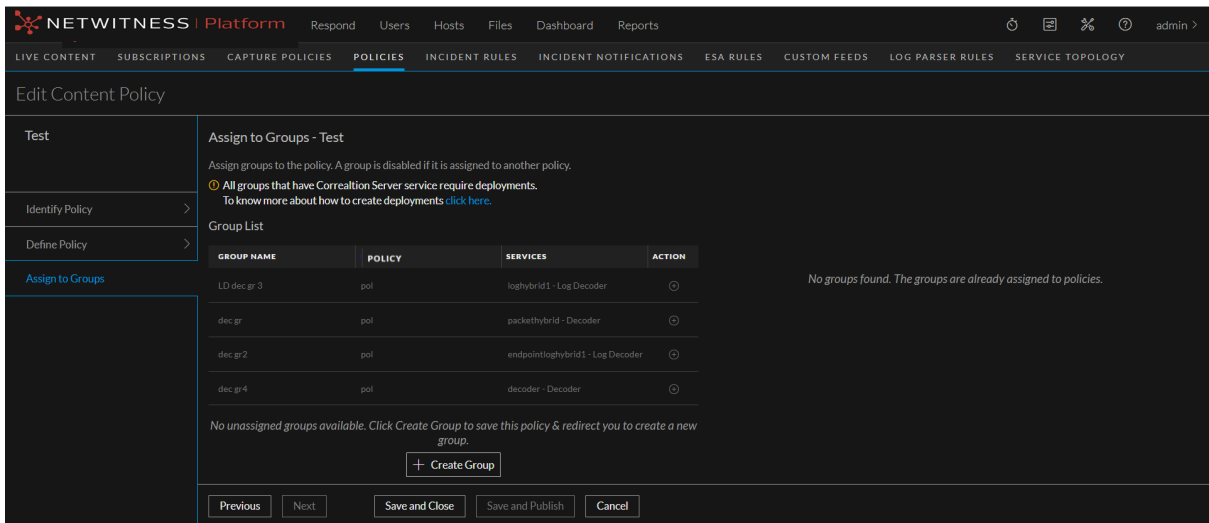 NETWITNESS | Platform Respond Users Hosts Files Dashboard Reports admin >
LIVE CONTENT SUBSCRIPTIONS CAPTURE POLICIES POLICIES INCIDENT RULES INCIDENT NOTIFICATIONS ESA RULES CUSTOM FEEDS LOG PARSER RULES SERVICE TOPOLOGY
Edit Content Policy
Test
Identify Policy
Define Policy
Assign to Groups
Assign to Groups - Test
Assign groups to the policy. A group is disabled if it is assigned to another policy.
All groups that have Correaltion Server service require deployments.
To know more about how to create deployments click here.
Group List
GROUP NAME POLICY SERVICES ACTION
LD dec gr 3 pol loghybrid1 - Log Decoder
dec gr pol packethybrid - Decoder
dec gr2 pol endpointloghybrid1 - Log Decoder
dec gr4 pol decoder - Decoder
No unassigned groups available. Click Create Group to save this policy & redirect you to create a new
group.
+ Create Group
No groups found. The groups are already assigned to policies.
Previous Next Save and Close Save and Publish Cancel